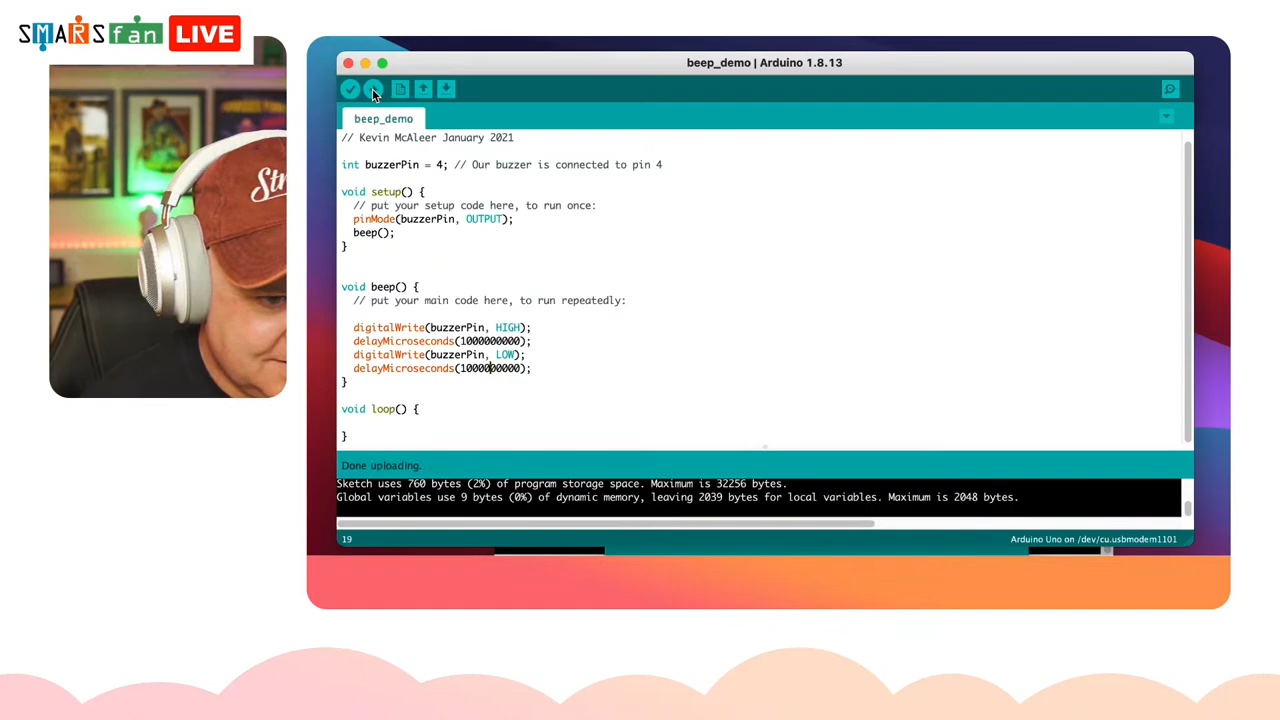 SMARSfan LIVE
beep_demo | Arduino 1.8.13
beep_demo
// Kevin McAleer January 2021
int buzzerPin = 4; // Our buzzer is connected to pin 4
void setup() {
// put your setup code here, to run once:
pinMode(buzzerPin, OUTPUT);
beep();
}
void beep() {
// put your main code here, to run repeatedly:
digitalWrite(buzzerPin, HIGH);
delayMicroseconds(1000000000);
digitalWrite(buzzerPin, LOW);
delayMicroseconds(1000000000);
}
void loop() {
}
Done uploading.
Sketch uses 760 bytes (2%) of program storage space. Maximum is 32256 bytes.
Global variables use 9 bytes (0%) of dynamic memory, leaving 2039 bytes for local variables. Maximum is 2048 bytes.
19
Arduino Uno on /dev/cu.usbmodem1101